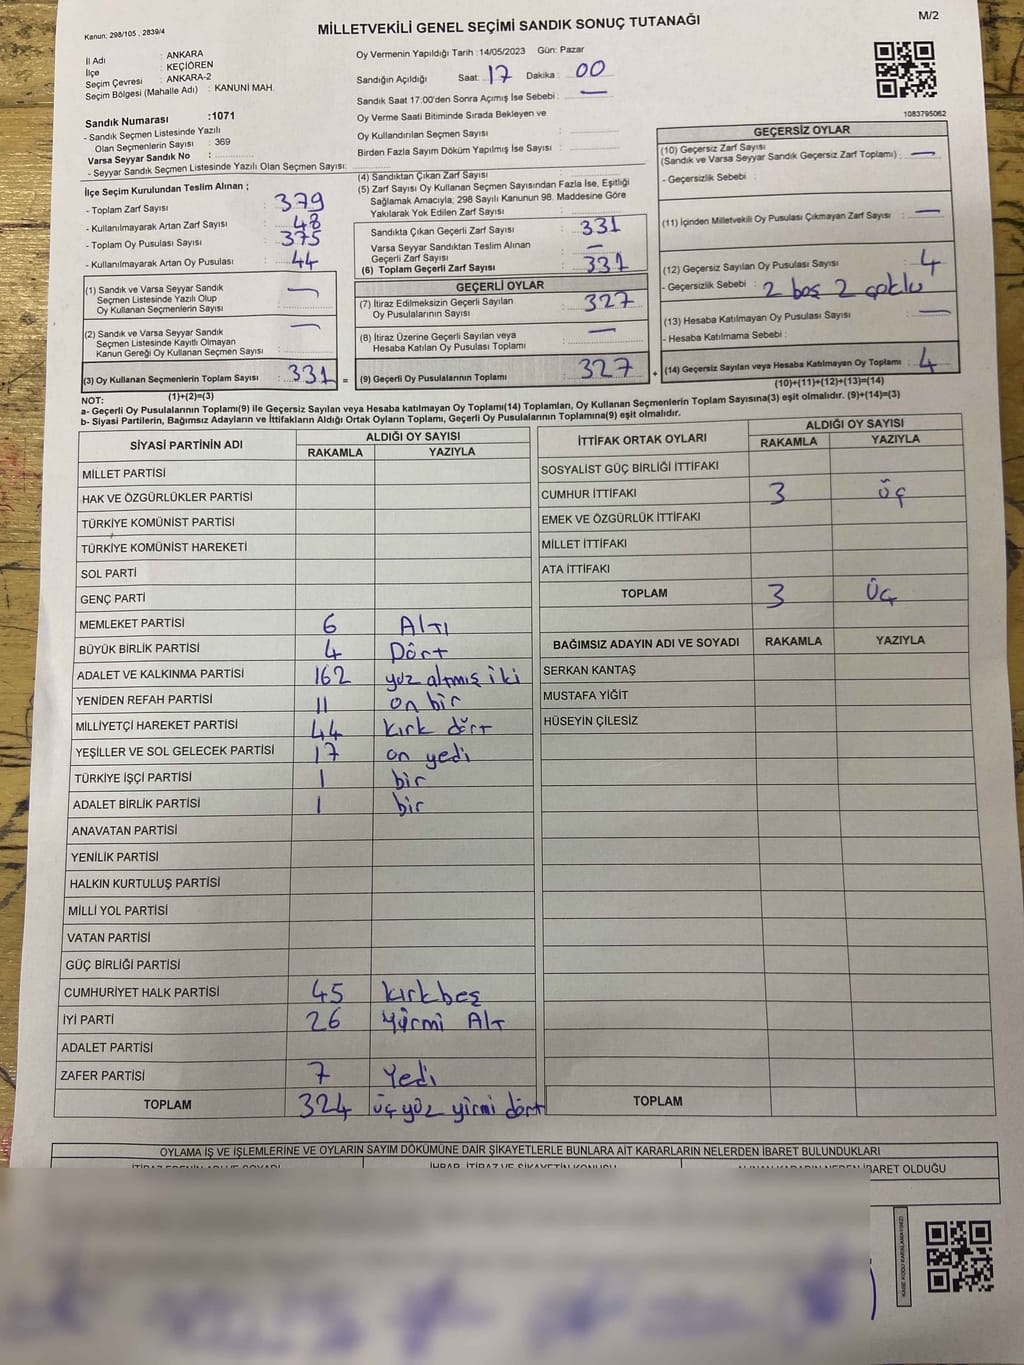 Kanun; 298/105 , 2839/4
MİLLETVEKİLİ GENEL SEÇİMİ SANDIK SONUÇ TUTANAĞI
M/2
İl Adı : ANKARA
İlçe : KEÇİÖREN
Seçim Çevresi : ANKARA-2
Seçim Bölgesi (Mahalle Adı) : KANUNİ MAH.
Sandık Numarası :1071
- Sandık Seçmen Listesinde Yazılı
Olan Seçmenlerin Sayısı : 369
Varsa Seyyar Sandık No :
- Seyyar Sandık Seçmen Listesinde Yazılı Olan Seçmen Sayısı:
Oy Vermenin Yapıldığı Tarih :14/05/2023 Gün: Pazar
Sandığın Açıldığı Saat: 17 Dakika : 00
Sandık Saat 17:00'den Sonra Açımış İse Sebebi : —
Oy Verme Saati Bitiminde Sırada Bekleyen ve
Oy Kullandırılan Seçmen Sayısı :
Birden Fazla Sayım Döküm Yapılmış İse Sayısı :
1083795062
İlçe Seçim Kurulundan Teslim Alınan ;
- Toplam Zarf Sayısı : 379
- Kullanılmayarak Artan Zarf Sayısı : 48
- Toplam Oy Pusulası Sayısı : 375
- Kullanılmayarak Artan Oy Pusulası : 44
(1) Sandık ve Varsa Seyyar Sandık
Seçmen Listesinde Yazılı Olup
Oy Kullanan Seçmenlerin Sayısı : —
(2) Sandık ve Varsa Seyyar Sandık
Seçmen Listesinde Kayıtlı Olmayan
Kanun Gereği Oy Kullanan Seçmen Sayısı : —
(3) Oy Kullanan Seçmenlerin Toplam Sayısı : 331 =
(1)+(2)=(3)
(4) Sandıktan Çıkan Zarf Sayısı :
(5) Zarf Sayısı Oy Kullanan Seçmen Sayısından Fazla İse, Eşitliği
Sağlamak Amacıyla; 298 Sayılı Kanunun 98. Maddesine Göre
Yakılarak Yok Edilen Zarf Sayısı :
Sandıkta Çıkan Geçerli Zarf Sayısı : 331
Varsa Seyyar Sandıktan Teslim Alınan
Geçerli Zarf Sayısı : —
(6) Toplam Geçerli Zarf Sayısı : 331
GEÇERLİ OYLAR
(7) İtiraz Edilmeksizin Geçerli Sayılan
Oy Pusulalarının Sayısı : 327
(8) İtiraz Üzerine Geçerli Sayılan veya
Hesaba Katılan Oy Pusulası Toplamı : —
(9) Geçerli Oy Pusulalarının Toplamı : 327 +
GEÇERSİZ OYLAR
(10) Geçersiz Zarf Sayısı
(Sandık ve Varsa Seyyar Sandık Geçersiz Zarf Toplamı) : —
- Geçersizlik Sebebi :
(11) İçinden Milletvekili Oy Pusulası Çıkmayan Zarf Sayısı : —
(12) Geçersiz Sayılan Oy Pusulası Sayısı : 4
- Geçersizlik Sebebi : 2 boş 2 çoklu
(13) Hesaba Katılmayan Oy Pusulası Sayısı : —
- Hesaba Katılmama Sebebi :
(14) Geçersiz Sayılan veya Hesaba Katılmayan Oy Toplamı : 4
(10)+(11)+(12)+(13)=(14)
NOT:
a- Geçerli Oy Pusulalarının Toplamı(9) ile Geçersiz Sayılan veya Hesaba katılmayan Oy Toplamı(14) Toplamları, Oy Kullanan Seçmenlerin Toplam Sayısına(3) eşit olmalıdır. (9)+(14)=(3)
b- Siyasi Partilerin, Bağımsız Adayların ve İttifakların Aldığı Ortak Oyların Toplamı, Geçerli Oy Pusulalarının Toplamına(9) eşit olmalıdır.
SİYASİ PARTİNİN ADI ALDIĞI OY SAYISI
RAKAMLA YAZIYLA
MİLLET PARTİSİ
HAK VE ÖZGÜRLÜKLER PARTİSİ
TÜRKİYE KOMÜNİST PARTİSİ
TÜRKİYE KOMÜNİST HAREKETİ
SOL PARTİ
GENÇ PARTİ
MEMLEKET PARTİSİ 6 Altı
BÜYÜK BİRLİK PARTİSİ 4 Dört
ADALET VE KALKINMA PARTİSİ 162 yüz altmış iki
YENİDEN REFAH PARTİSİ 11 on bir
MİLLİYETÇİ HAREKET PARTİSİ 44 kırk dört
YEŞİLLER VE SOL GELECEK PARTİSİ 17 on yedi
TÜRKİYE İŞÇİ PARTİSİ 1 bir
ADALET BİRLİK PARTİSİ 1 bir
ANAVATAN PARTİSİ
YENİLİK PARTİSİ
HALKIN KURTULUŞ PARTİSİ
MİLLİ YOL PARTİSİ
VATAN PARTİSİ
GÜÇ BİRLİĞİ PARTİSİ
CUMHURİYET HALK PARTİSİ 45 kırkbeş
İYİ PARTİ 26 yirmi Alt
ADALET PARTİSİ
ZAFER PARTİSİ 7 Yedi
TOPLAM 324 üç yüz yirmi dört
İTTİFAK ORTAK OYLARI ALDIĞI OY SAYISI
RAKAMLA YAZIYLA
SOSYALİST GÜÇ BİRLİĞİ İTTİFAKI
CUMHUR İTTİFAKI 3 üç
EMEK VE ÖZGÜRLÜK İTTİFAKI
MİLLET İTTİFAKI
ATA İTTİFAKI
TOPLAM 3 üç
BAĞIMSIZ ADAYIN ADI VE SOYADI RAKAMLA YAZIYLA
SERKAN KANTAŞ
MUSTAFA YİĞİT
HÜSEYİN ÇİLESİZ
TOPLAM
OYLAMA İŞ VE İŞLEMLERİNE VE OYLARIN SAYIM DÖKÜMÜNE DAİR ŞİKAYETLERLE BUNLARA AİT KARARLARIN NELERDEN İBARET BULUNDUKLARI
İHBAR, İTİRAZ VE ŞİKAYETİN KONUSU
İBARET OLDUĞU